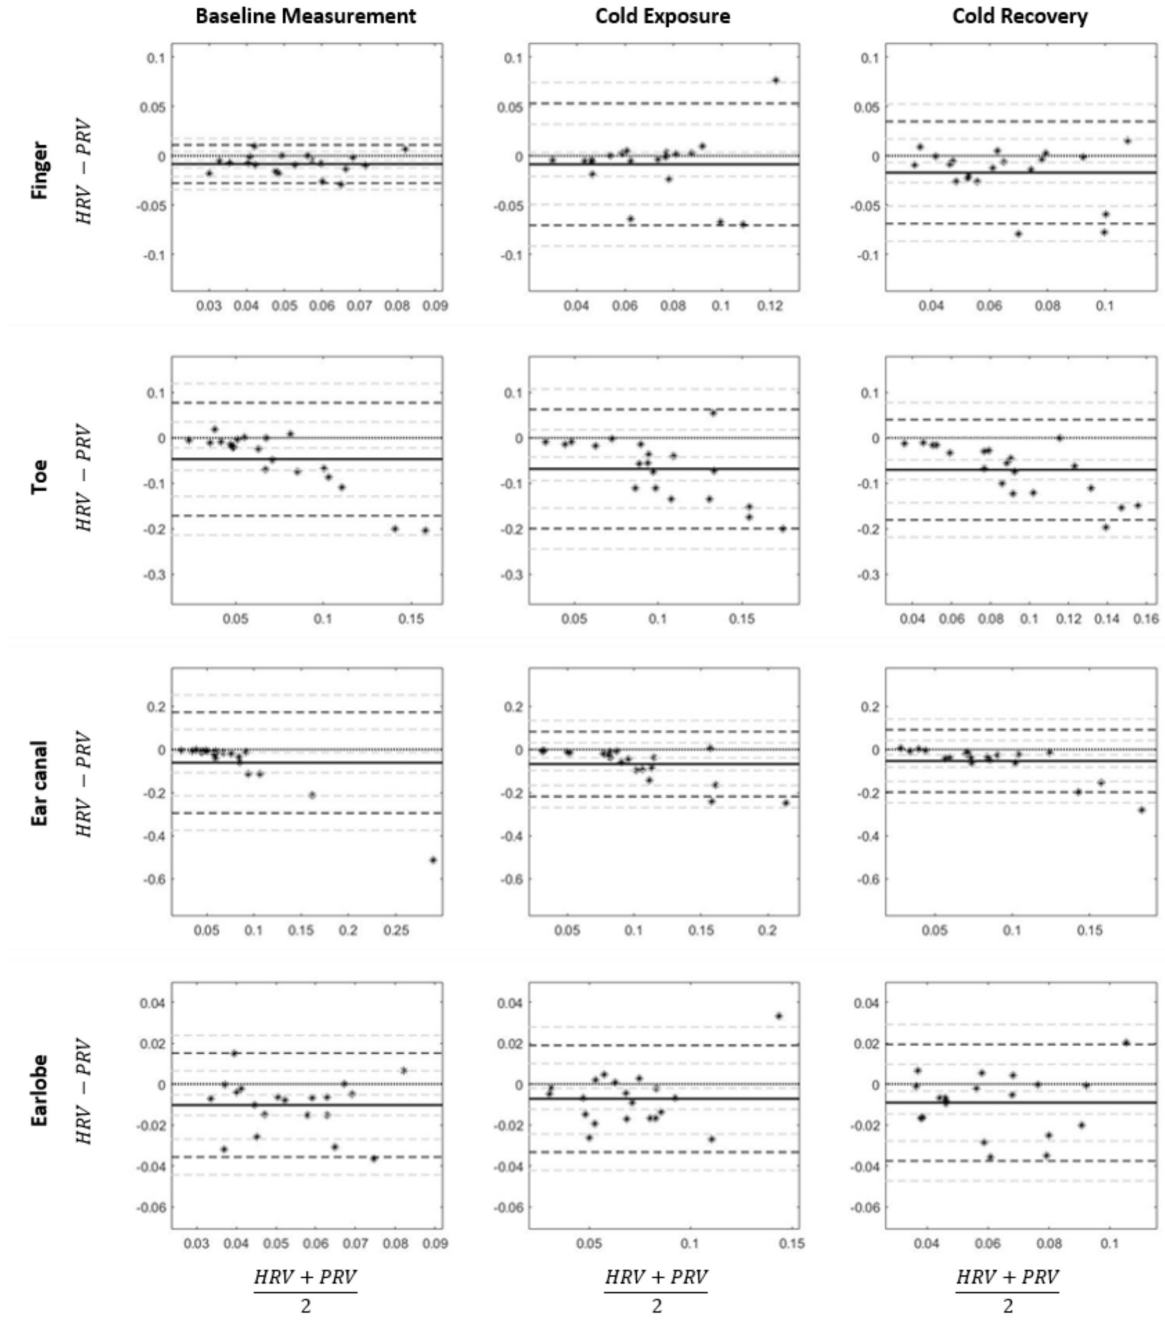 Baseline Measurement Cold Exposure Cold Recovery
Finger
HRV − PRV
0.1
0.05
0
-0.05
-0.1
0.03 0.04 0.05 0.06 0.07 0.08 0.09
0.1
0.05
0
-0.05
-0.1
0.04 0.06 0.08 0.1 0.12
0.1
0.05
0
-0.05
-0.1
0.04 0.06 0.08 0.1
Toe
HRV − PRV
0.1
0
-0.1
-0.2
-0.3
0.05 0.1 0.15
0.1
0
-0.1
-0.2
-0.3
0.05 0.1 0.15
0.1
0
-0.1
-0.2
-0.3
0.04 0.06 0.08 0.1 0.12 0.14 0.16
Ear canal
HRV − PRV
0.2
0
-0.2
-0.4
-0.6
0.05 0.1 0.15 0.2 0.25
0.2
0
-0.2
-0.4
-0.6
0.05 0.1 0.15 0.2
0.2
0
-0.2
-0.4
-0.6
0.05 0.1 0.15
Earlobe
HRV − PRV
0.04
0.02
0
-0.02
-0.04
-0.06
0.03 0.04 0.05 0.06 0.07 0.08 0.09
0.04
0.02
0
-0.02
-0.04
-0.06
0.05 0.1 0.15
0.04
0.02
0
-0.02
-0.04
-0.06
0.04 0.06 0.08 0.1
HRV + PRV
2
HRV + PRV
2
HRV + PRV
2